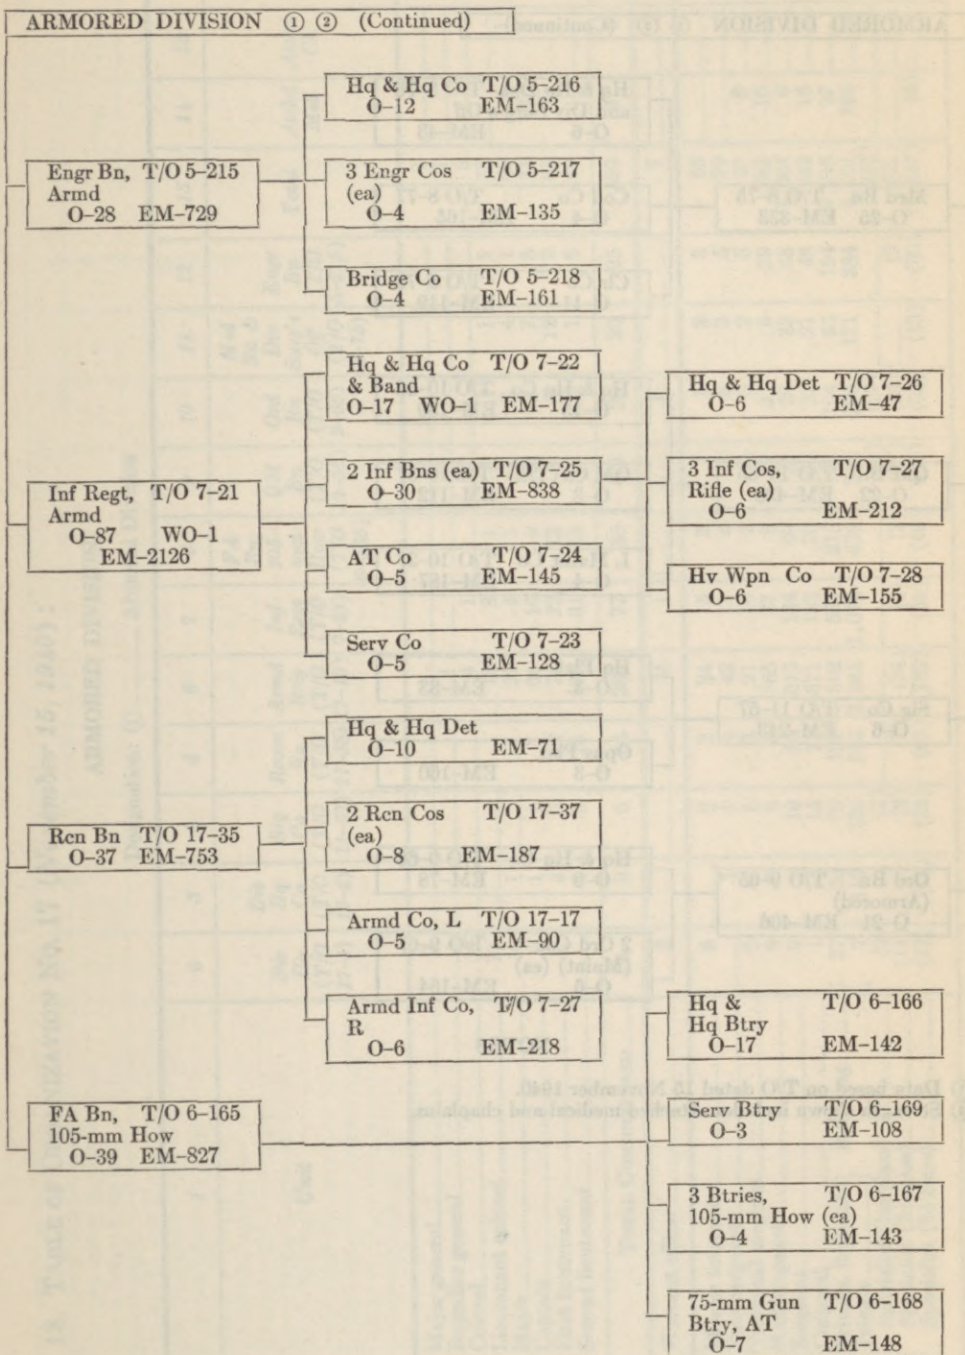 ARMORED DIVISION ① ② (Continued)
Hq & Hq Co T/O 5–216
O–12 EM–163
Engr Bn, T/O 5–215
Armd
O–28 EM–729
3 Engr Cos T/O 5–217
(ea)
O–4 EM–135
Bridge Co T/O 5–218
O–4 EM–161
Inf Regt, T/O 7–21
Armd
O–87 WO–1
EM–2126
Hq & Hq Co T/O 7–22
& Band
O–17 WO–1 EM–177
2 Inf Bns (ea) T/O 7–25
O–30 EM–838
Hq & Hq Det T/O 7–26
O–6 EM–47
3 Inf Cos, T/O 7–27
Rifle (ea)
O–6 EM–212
Hv Wpn Co T/O 7–28
O–6 EM–155
AT Co T/O 7–24
O–5 EM–145
Serv Co T/O 7–23
O–5 EM–128
Rcn Bn T/O 17–35
O–37 EM–753
Hq & Hq Det
O–10 EM–71
2 Rcn Cos T/O 17–37
(ea)
O–8 EM–187
Armd Co, L T/O 17–17
O–5 EM–90
Armd Inf Co, T/O 7–27
R
O–6 EM–218
FA Bn, T/O 6–165
105-mm How
O–39 EM–827
Hq & T/O 6–166
Hq Btry
O–17 EM–142
Serv Btry T/O 6–169
O–3 EM–108
3 Btries, T/O 6–167
105-mm How (ea)
O–4 EM–143
75-mm Gun T/O 6–168
Btry, AT
O–7 EM–148